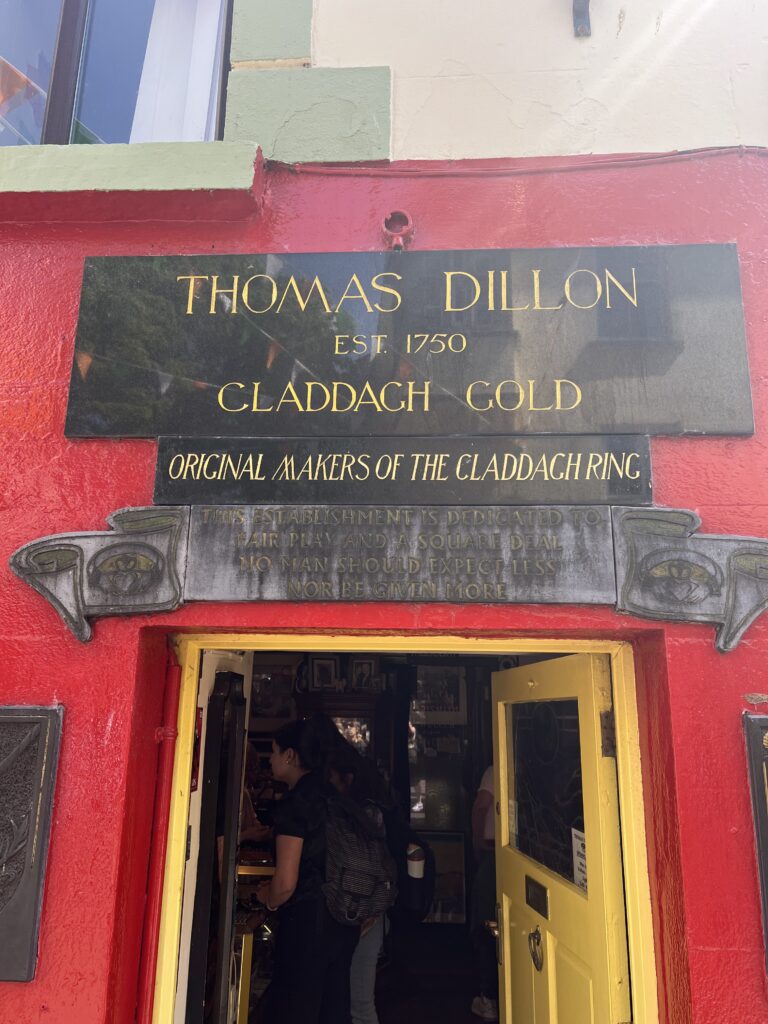 THOMAS DILLON
EST. 1750
CLADDAGH GOLD
ORIGINAL MAKERS OF THE CLADDAGH RING
THIS ESTABLISHMENT IS DEDICATED TO
FAIR PLAY AND A SQUARE DEAL
NO MAN SHOULD EXPECT LESS
NOR BE GIVEN MORE